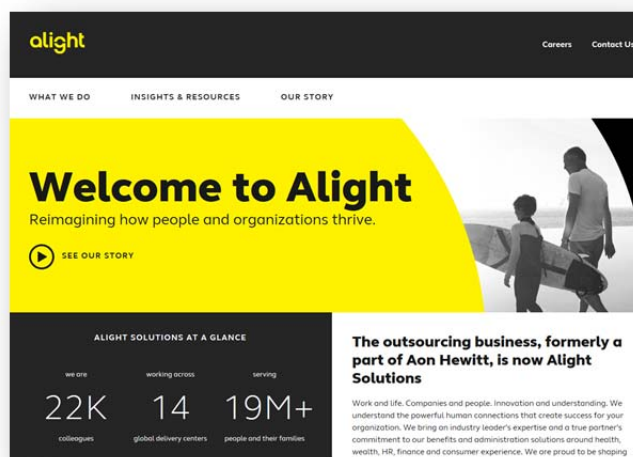 alight
Careers Contact Us
WHAT WE DO INSIGHTS & RESOURCES OUR STORY
Welcome to Alight
Reimagining how people and organizations thrive.
SEE OUR STORY
ALIGHT SOLUTIONS AT A GLANCE
we are working across serving
22K 14 19M+
colleagues global delivery centers people and their families
The outsourcing business, formerly a
part of Aon Hewitt, is now Alight
Solutions
Work and life. Companies and people. Innovation and understanding. We
understand the powerful human connections that create success for your
organization. We bring an industry leader's expertise and a true partner's
commitment to our benefits and administration solutions around health,
wealth, HR, finance and consumer experience. We are proud to be shaping